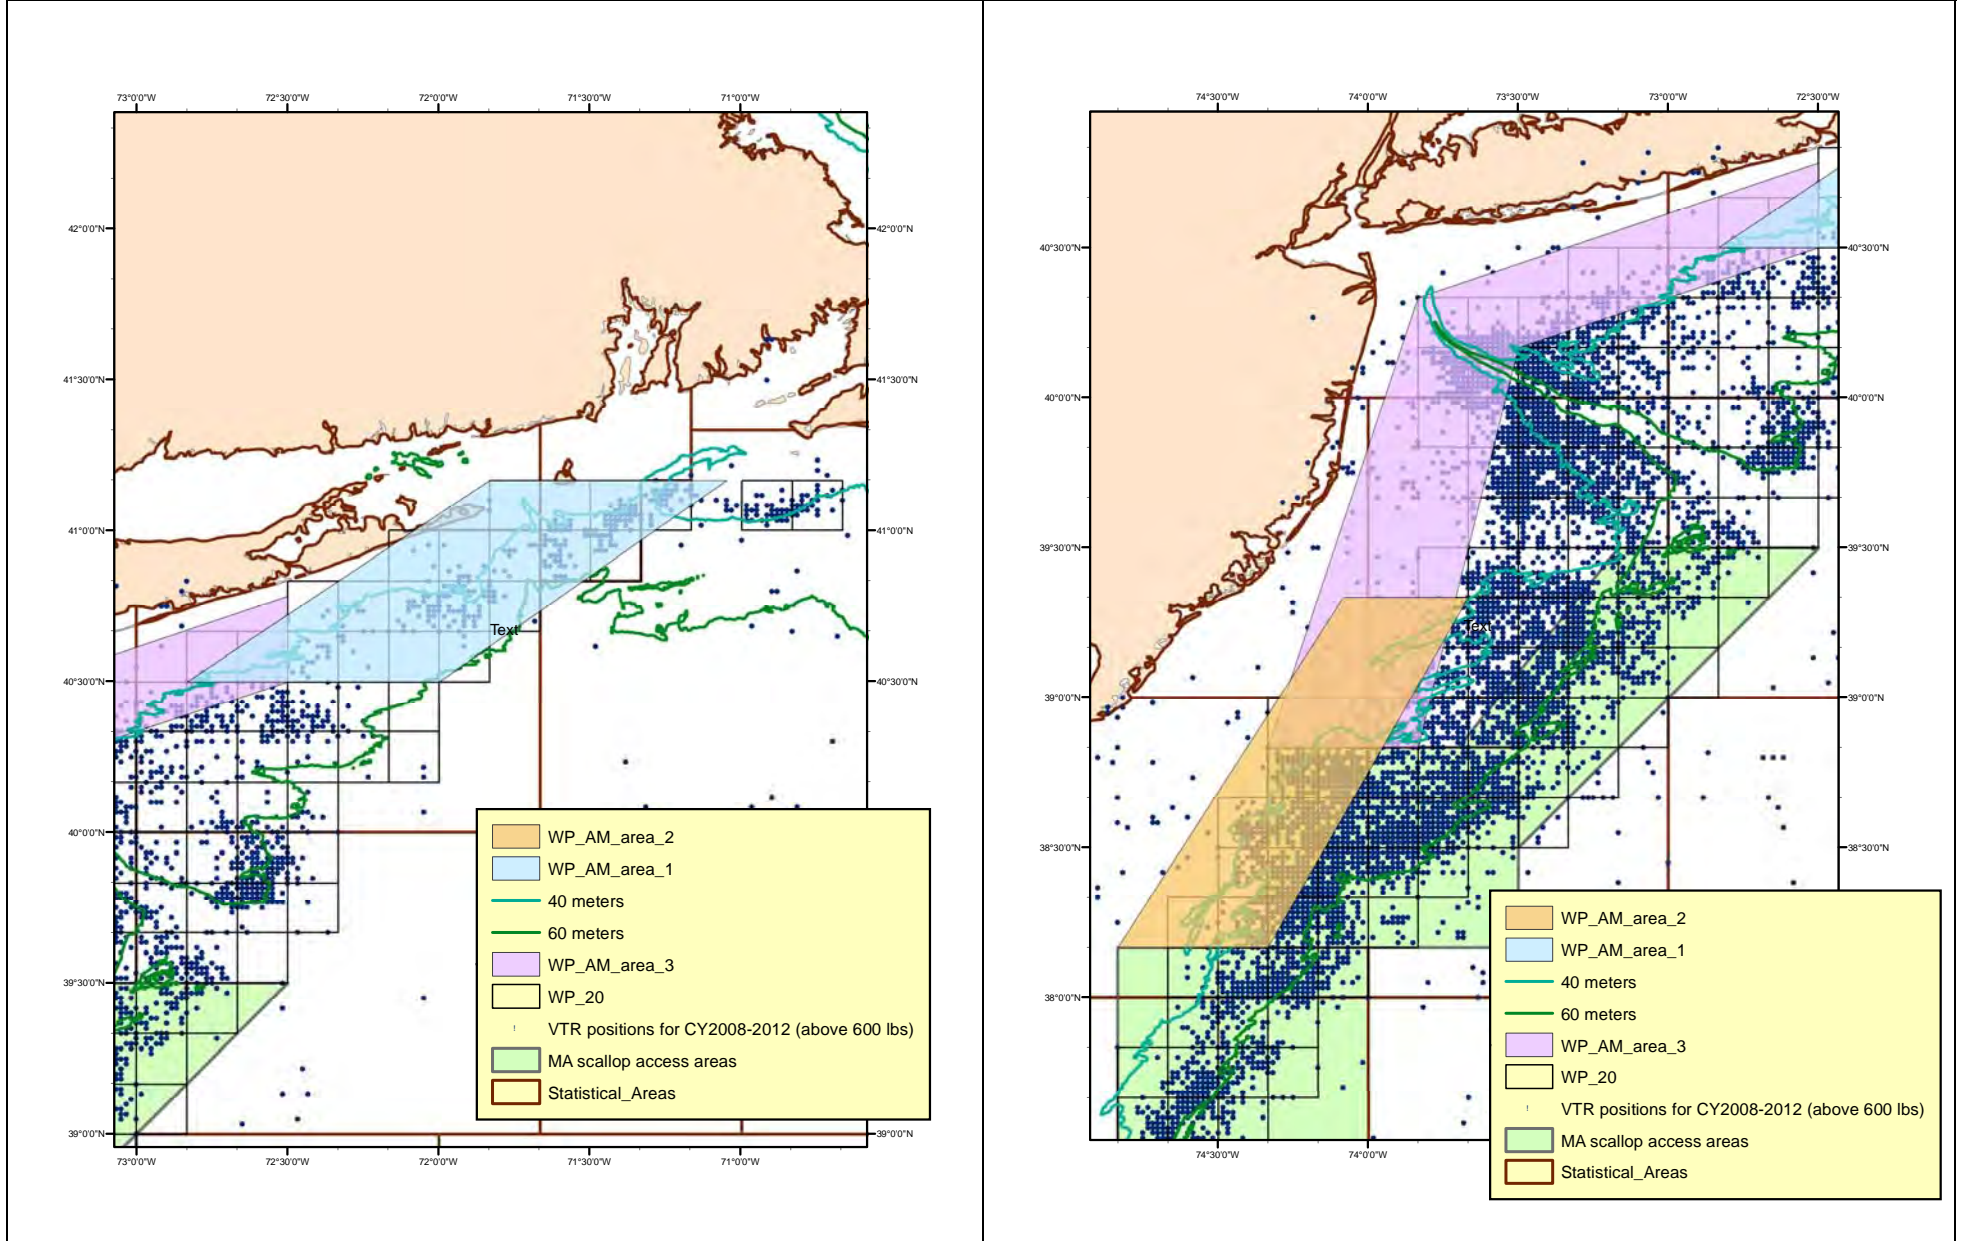 73°0'0"W 72°30'0"W 72°0'0"W 71°30'0"W 71°0'0"W
42°0'0"N 42°0'0"N
41°30'0"N 41°30'0"N
41°0'0"N 41°0'0"N
Text
40°30'0"N 40°30'0"N
40°0'0"N 40°0'0"N
39°30'0"N 39°30'0"N
39°0'0"N 39°0'0"N
73°0'0"W 72°30'0"W 72°0'0"W 71°30'0"W 71°0'0"W
WP_AM_area_2
WP_AM_area_1
40 meters
60 meters
WP_AM_area_3
WP_20
VTR positions for CY2008-2012 (above 600 lbs)
MA scallop access areas
Statistical_Areas
74°30'0"W 74°0'0"W 73°30'0"W 73°0'0"W 72°30'0"W
40°30'0"N 40°30'0"N
40°0'0"N 40°0'0"N
39°30'0"N 39°30'0"N
Text
39°0'0"N 39°0'0"N
38°30'0"N 38°30'0"N
38°0'0"N
74°30'0"W 74°0'0"W
WP_AM_area_2
WP_AM_area_1
40 meters
60 meters
WP_AM_area_3
WP_20
VTR positions for CY2008-2012 (above 600 lbs)
MA scallop access areas
Statistical_Areas